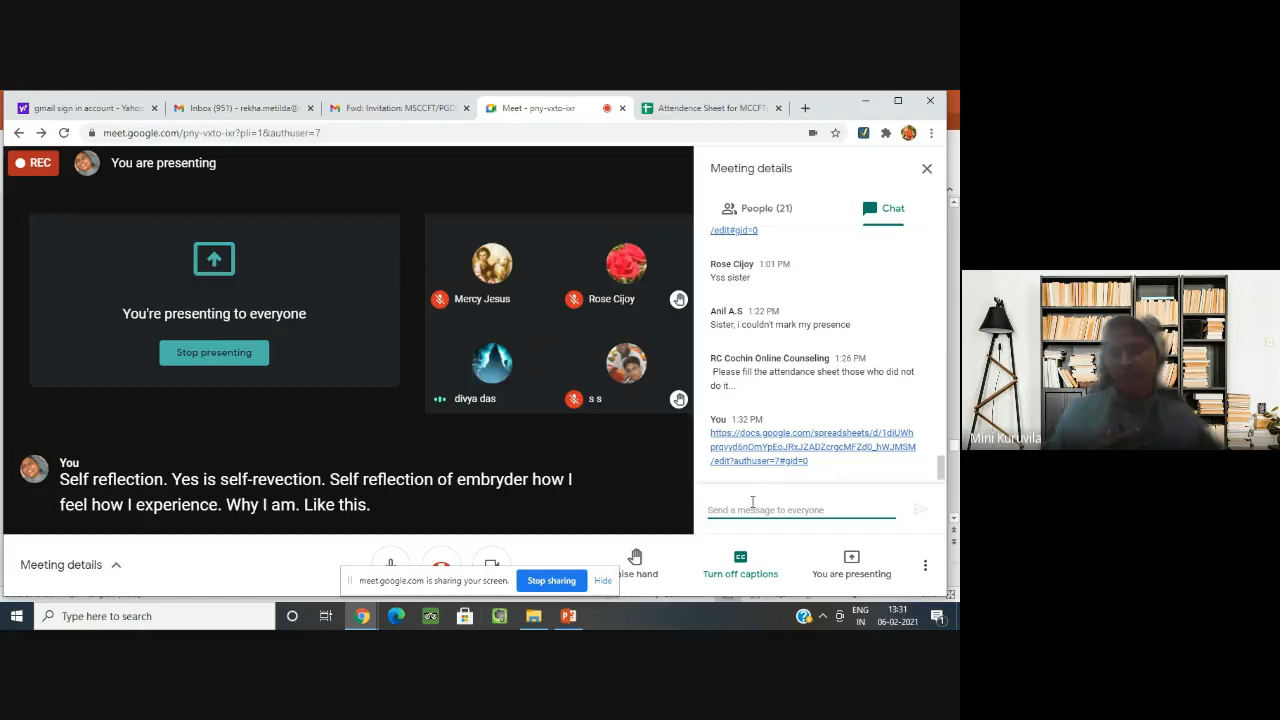 gmail sign in account - Yahoo
Inbox (951) - rekha.metilda@
Fwd: Invitation: MSCCFT/PGD
Meet - pny-vxto-ixr
Attendence Sheet for MCCFT/
meet.google.com/pny-vxto-ixr?pli=1&authuser=7
REC
You are presenting
You're presenting to everyone
Stop presenting
Mercy Jesus
Rose Cijoy
divya das
s s
You
Self reflection. Yes is self-revection. Self reflection of embryder how I
feel how I experience. Why I am. Like this.
Meeting details
People (21)
Chat
/edit#gid=0
Rose Cijoy 1:01 PM
Yss sister
Anil A.S 1:22 PM
Sister, i couldn't mark my presence
RC Cochin Online Counseling 1:26 PM
Please fill the attendance sheet those who did not
do it...
You 1:32 PM
https://docs.google.com/spreadsheets/d/1diUWh
prqyyd6nOmYpEoJRxJZADZcrgcMFZd0_hWJMSM
/edit?authuser=7#gid=0
Send a message to everyone
Mini Kuruvila
Meeting details
meet.google.com is sharing your screen.
Stop sharing
Hide
aise hand
CC
Turn off captions
You are presenting
Type here to search
ENG
IN
13:31
06-02-2021
1